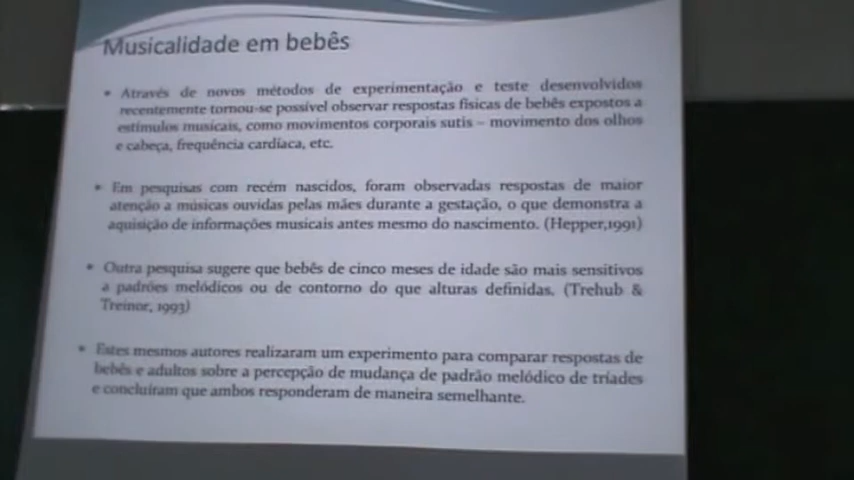 Musicalidade em bebês
• Através de novos métodos de experimentação e teste desenvolvidos
recentemente tornou-se possível observar respostas físicas de bebês expostos a
estímulos musicais, como movimentos corporais sutis – movimento dos olhos
e cabeça, frequência cardíaca, etc.
• Em pesquisas com recém nascidos, foram observadas respostas de maior
atenção a músicas ouvidas pelas mães durante a gestação, o que demonstra a
aquisição de informações musicais antes mesmo do nascimento. (Hepper,1991)
• Outra pesquisa sugere que bebês de cinco meses de idade são mais sensitivos
a padrões melódicos ou de contorno do que alturas definidas. (Trehub &
Treinor, 1993)
• Estes mesmos autores realizaram um experimento para comparar respostas de
bebês e adultos sobre a percepção de mudança de padrão melódico de tríades
e concluíram que ambos responderam de maneira semelhante.